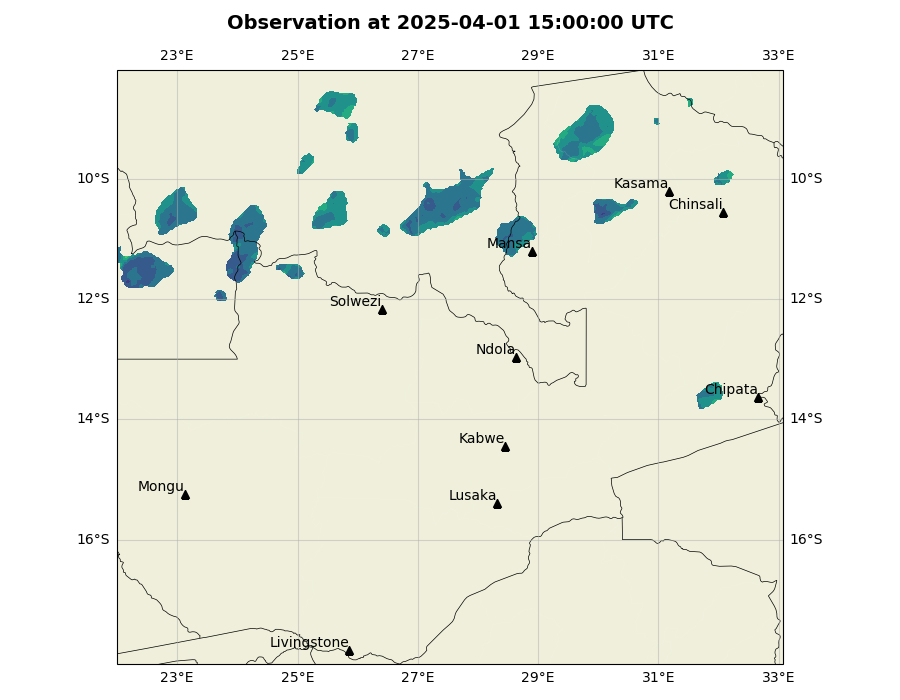 Observation at 2025-04-01 15:00:00 UTC
23°E 25°E 27°E 29°E 31°E 33°E
10°S 10°S
Kasama
Chinsali
Mansa
12°S 12°S
Solwezi
Ndola
Chipata
14°S 14°S
Kabwe
Mongu
Lusaka
16°S 16°S
Livingstone
23°E 25°E 27°E 29°E 31°E 33°E